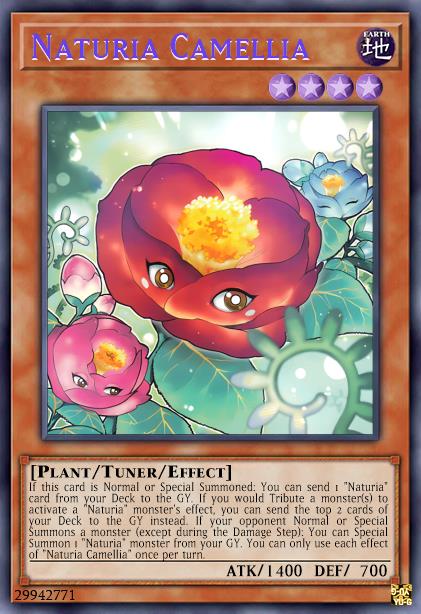 NATURIA CAMELLIA
EARTH
地
[PLANT/TUNER/EFFECT]
If this card is Normal or Special Summoned: You can send 1 "Naturia"
card from your Deck to the GY. If you would Tribute a monster(s) to
activate a "Naturia" monster's effect, you can send the top 2 cards of
your Deck to the GY instead. If your opponent Normal or Special
Summons a monster (except during the Damage Step): You can Special
Summon 1 "Naturia" monster from your GY. You can only use each effect
of "Naturia Camellia" once per turn.
ATK/1400 DEF/ 700
29942771